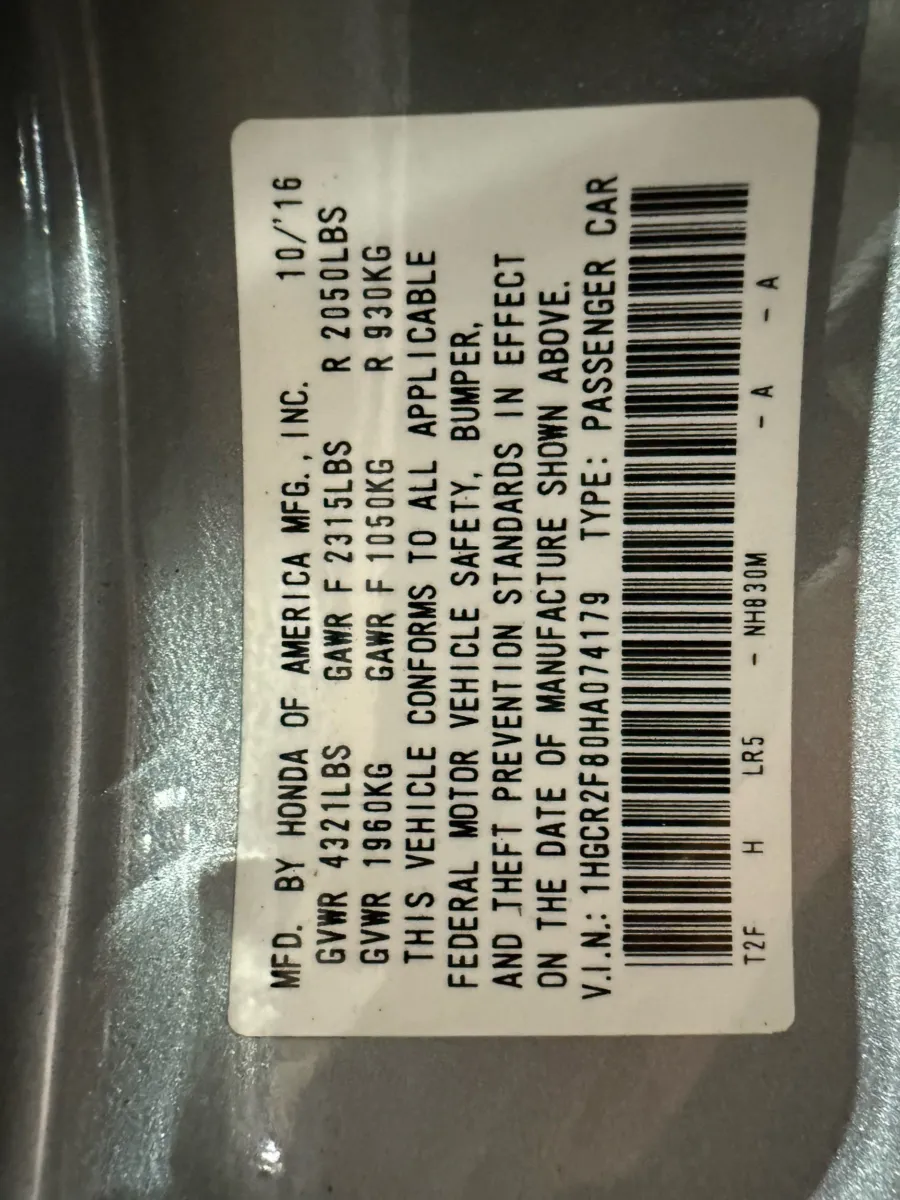 MFD. BY HONDA OF AMERICA MFG., INC. 10/'16
GVWR 4321LBS GAWR F 2315LBS R 2050LBS
GVWR 1960KG GAWR F 1050KG R 930KG
THIS VEHICLE CONFORMS TO ALL APPLICABLE
FEDERAL MOTOR VEHICLE SAFETY, BUMPER,
AND THEFT PREVENTION STANDARDS IN EFFECT
ON THE DATE OF MANUFACTURE SHOWN ABOVE.
V.I.N.: 1HGCR2F80HA074179 TYPE: PASSENGER CAR
T2F H LR5 - NH830M - A - A